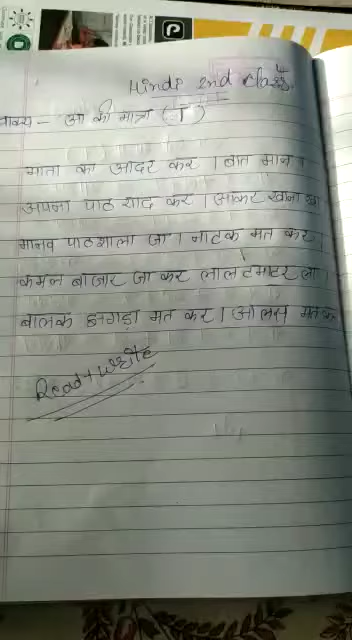 Hindi 2nd Class
वाक्य - आ की मात्रा (ा)
माता का आदर कर । बात मान ।
अपना पाठ याद कर । आकर खाना खा
मानव पाठशाला जा । नाटक मत कर ।
कमल बाजार जा कर लाल टमाटर ला ।
बालक झगड़ा मत कर । आलस मत कर
Read + Write